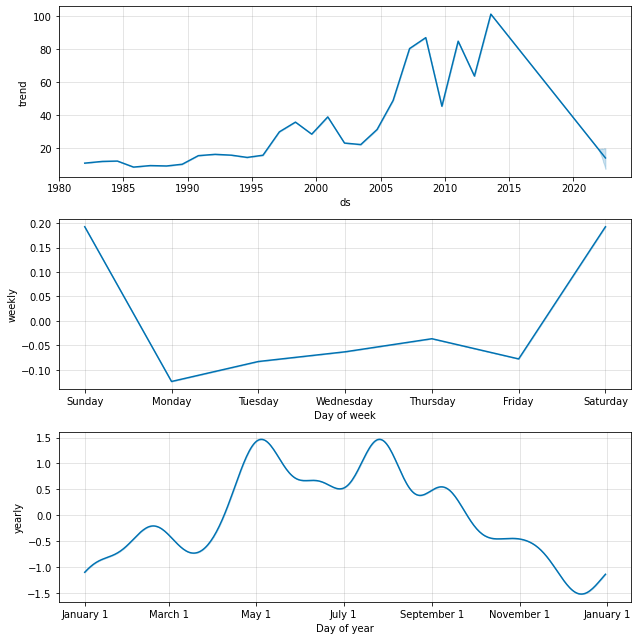 100
80
60
40
20
trend
1980 1985 1990 1995 2000 2005 2010 2015 2020
ds
0.20
0.15
0.10
0.05
0.00
−0.05
−0.10
weekly
Sunday Monday Tuesday Wednesday Thursday Friday Saturday
Day of week
1.5
1.0
0.5
0.0
−0.5
−1.0
−1.5
yearly
January 1 March 1 May 1 July 1 September 1 November 1 January 1
Day of year